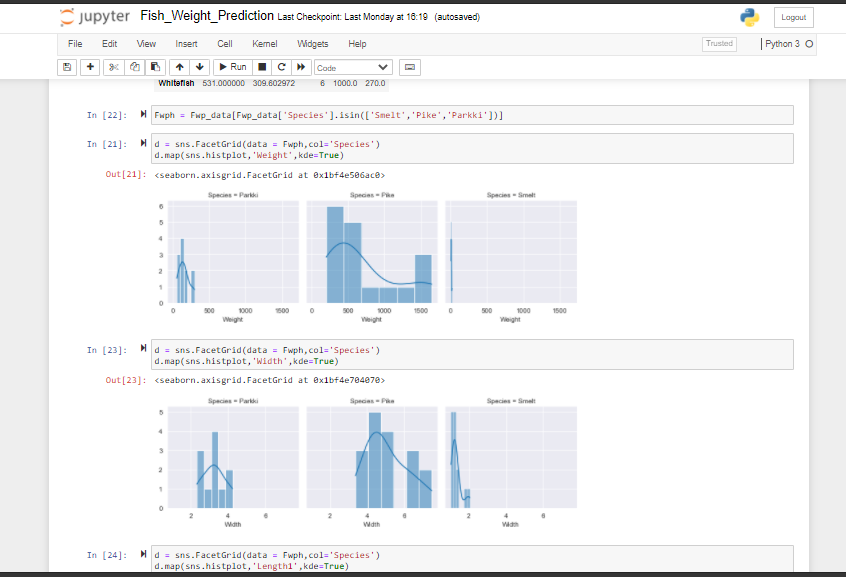 jupyter Fish_Weight_Prediction Last Checkpoint: Last Monday at 16:19 (autosaved)
Logout
File Edit View Insert Cell Kernel Widgets Help
Trusted
Python 3
Run
Code
Whitefish 531.000000 309.602972 6 1000.0 270.0
In [22]: Fwph = Fwp_data[Fwp_data['Species'].isin(['Smelt','Pike','Parkki'])]
In [21]: d = sns.FacetGrid(data = Fwph,col='Species')
d.map(sns.histplot,'Weight',kde=True)
Out[21]: <seaborn.axisgrid.FacetGrid at 0x1bf4e506ac0>
Species = Parkki Species = Pike Species = Smelt
6
5
4
3
2
1
0
0 500 1000 1500 0 500 1000 1500 0 500 1000 1500
Weight Weight Weight
In [23]: d = sns.FacetGrid(data = Fwph,col='Species')
d.map(sns.histplot,'Width',kde=True)
Out[23]: <seaborn.axisgrid.FacetGrid at 0x1bf4e704070>
Species = Parkki Species = Pike Species = Smelt
5
4
3
2
1
0
2 4 6 2 4 6 2 4 6
Width Width Width
In [24]: d = sns.FacetGrid(data = Fwph,col='Species')
d.map(sns.histplot,'Length1',kde=True)